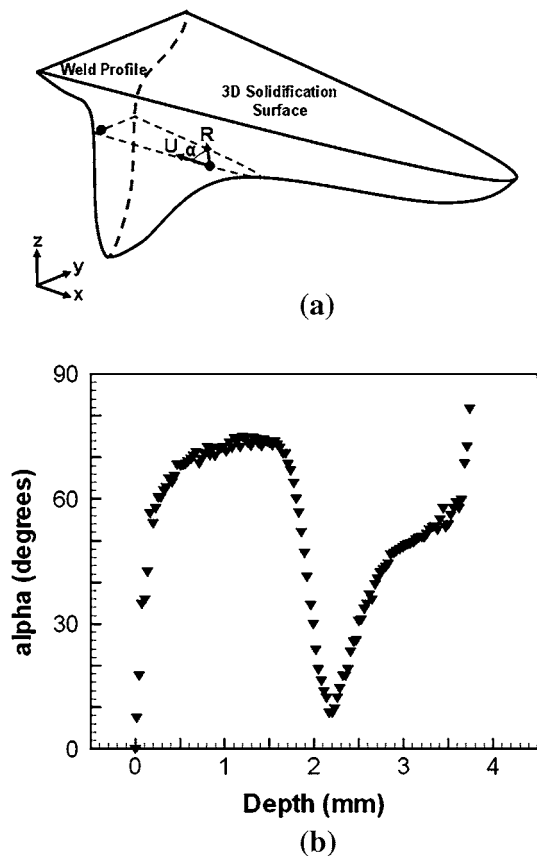 Weld Profile
3D Solidification
Surface
R
U α
z
y
x
(a)
90
60
30
0
alpha (degrees)
0 1 2 3 4
Depth (mm)
(b)